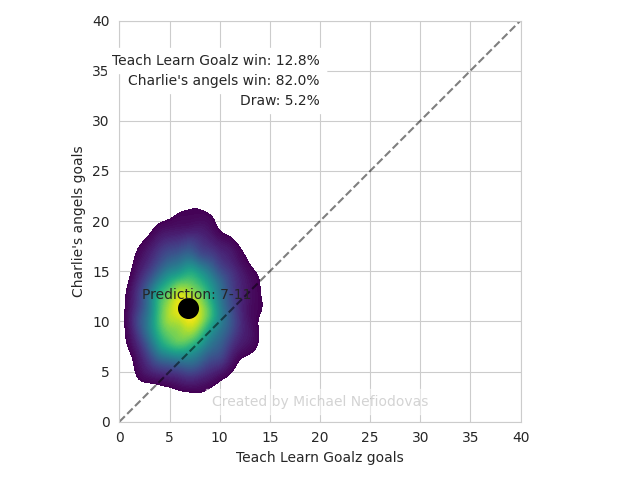 40
35
30
25
20
15
10
5
0
Charlie's angels goals
Teach Learn Goalz win: 12.8%
Charlie's angels win: 82.0%
Draw: 5.2%
Prediction:
Created by Michael Nefiodovas
0 5 10 15 20 25 30 35 40
Teach Learn Goalz goals